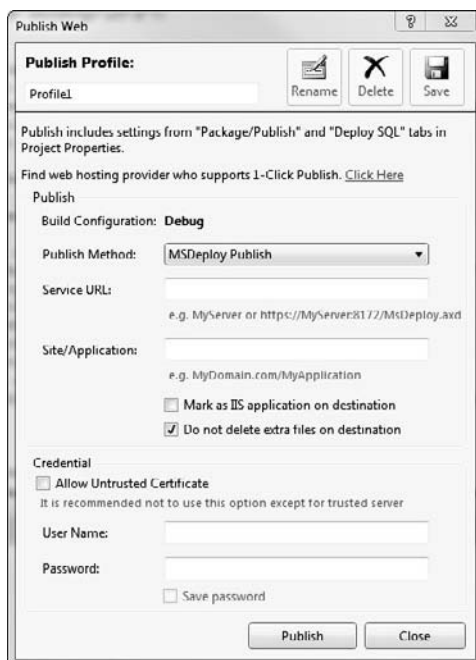 Publish Web
Publish Profile:
Profile1
Rename
Delete
Save
Publish includes settings from "Package/Publish" and "Deploy SQL" tabs in
Project Properties.
Find web hosting provider who supports 1-Click Publish. Click Here
Publish
Build Configuration: Debug
Publish Method: MSDeploy Publish
Service URL:
e.g. MyServer or https://MyServer:8172/MsDeploy.axd
Site/Application:
e.g. MyDomain.com/MyApplication
Mark as IIS application on destination
Do not delete extra files on destination
Credential
Allow Untrusted Certificate
It is recommended not to use this option except for trusted server
User Name:
Password:
Save password
Publish
Close